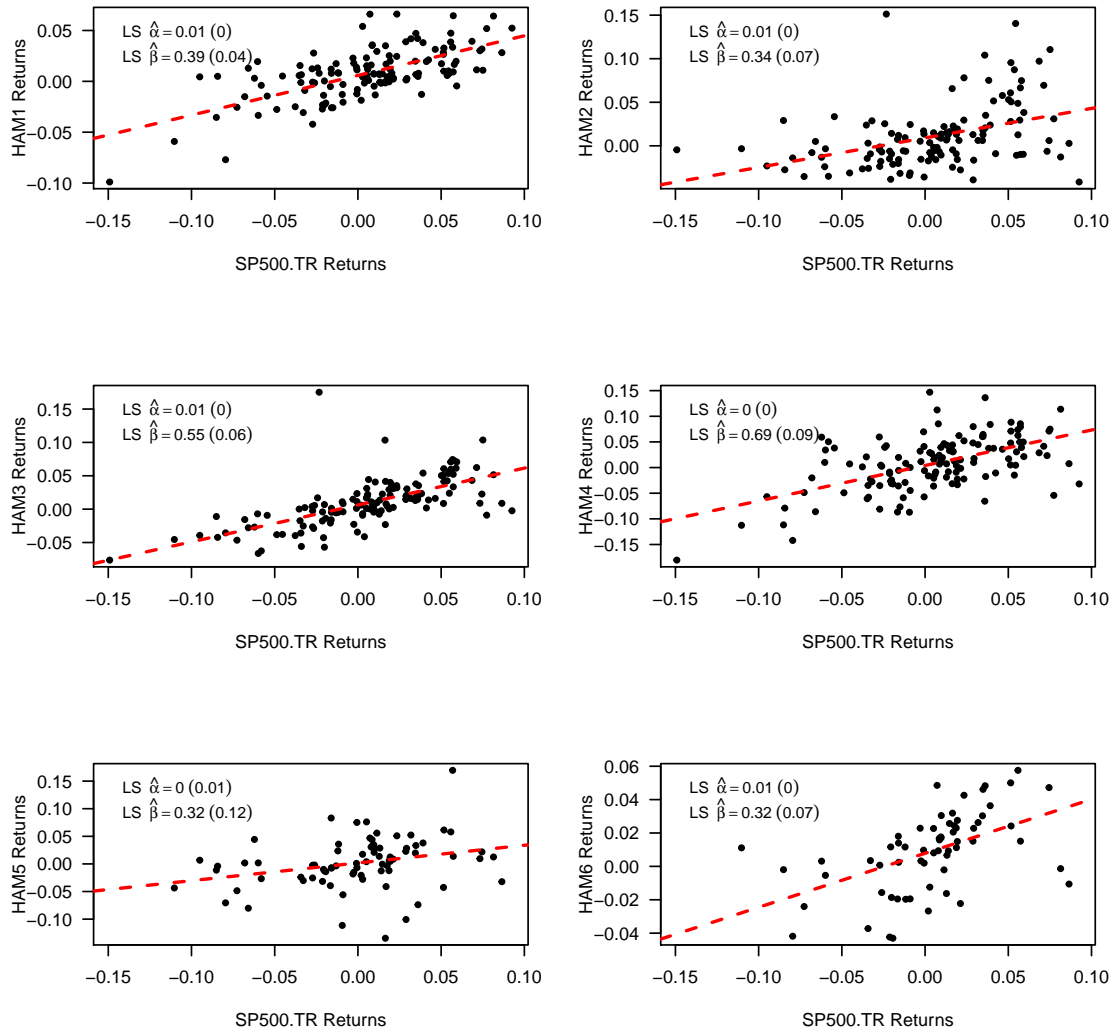 LS α̂ = 0.01 (0)
LS β̂ = 0.39 (0.04)
HAM1 Returns
0.05
0.00
−0.05
−0.10
−0.15 −0.10 −0.05 0.00 0.05 0.10
SP500.TR Returns
LS α̂ = 0.01 (0)
LS β̂ = 0.34 (0.07)
HAM2 Returns
0.15
0.10
0.05
0.00
−0.15 −0.10 −0.05 0.00 0.05 0.10
SP500.TR Returns
LS α̂ = 0.01 (0)
LS β̂ = 0.55 (0.06)
HAM3 Returns
0.15
0.10
0.05
0.00
−0.05
−0.15 −0.10 −0.05 0.00 0.05 0.10
SP500.TR Returns
LS α̂ = 0 (0)
LS β̂ = 0.69 (0.09)
HAM4 Returns
0.15
0.10
0.05
0.00
−0.05
−0.10
−0.15
−0.15 −0.10 −0.05 0.00 0.05 0.10
SP500.TR Returns
LS α̂ = 0 (0.01)
LS β̂ = 0.32 (0.12)
HAM5 Returns
0.15
0.10
0.05
0.00
−0.05
−0.10
−0.15 −0.10 −0.05 0.00 0.05 0.10
SP500.TR Returns
LS α̂ = 0.01 (0)
LS β̂ = 0.32 (0.07)
HAM6 Returns
0.06
0.04
0.02
0.00
−0.02
−0.04
−0.15 −0.10 −0.05 0.00 0.05 0.10
SP500.TR Returns